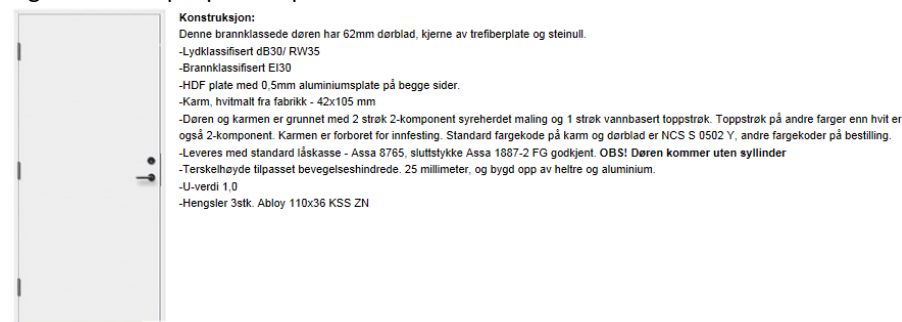 Konstruksjon:
Denne brannklassede døren har 62mm dørblad, kjerne av trefiberplate og steinull.
-Lydklassifisert dB30/ RW35
-Brannklassifisert EI30
-HDF plate med 0,5mm aluminiumsplate på begge sider.
-Karm, hvitmalt fra fabrikk - 42x105 mm
-Døren og karmen er grunnet med 2 strøk 2-komponent syreherdet maling og 1 strøk vannbasert toppstrøk. Toppstrøk på andre farger enn hvit er
også 2-komponent. Karmen er forboret for innfesting. Standard fargekode på karm og dørblad er NCS S 0502 Y, andre fargekoder på bestilling.
-Leveres med standard låskasse - Assa 8765, sluttstykke Assa 1887-2 FG godkjent. OBS! Døren kommer uten syllinder
-Terskelhøyde tilpasset bevegelseshindrede. 25 millimeter, og bygd opp av heltre og aluminium.
-U-verdi 1,0
-Hengsler 3stk. Abloy 110x36 KSS ZN